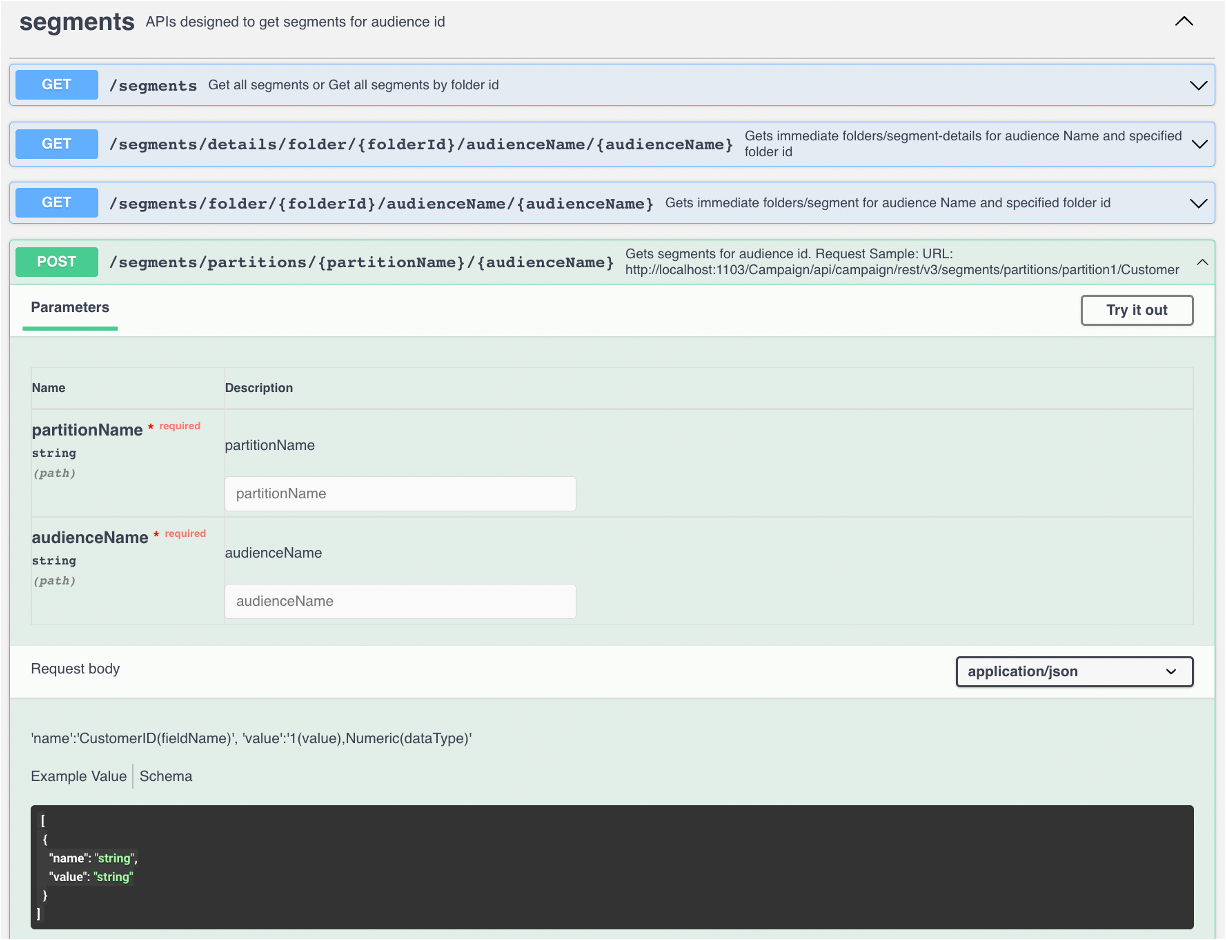 segments APIs designed to get segments for audience id
GET /segments Get all segments or Get all segments by folder id
GET /segments/details/folder/{folderId}/audienceName/{audienceName} Gets immediate folders/segment-details for audience Name and specified
folder id
GET /segments/folder/{folderId}/audienceName/{audienceName} Gets immediate folders/segment for audience Name and specified folder id
POST /segments/partitions/{partitionName}/{audienceName} Gets segments for audience id. Request Sample: URL:
http://localhost:1103/Campaign/api/campaign/rest/v3/segments/partitions/partition1/Customer
Parameters Try it out
Name Description
partitionName * required
partitionName
string
(path)
partitionName
audienceName * required
audienceName
string
(path)
audienceName
Request body application/json
'name':'CustomerID(fieldName)', 'value':'1(value),Numeric(dataType)'
Example Value Schema
[
{
"name": "string",
"value": "string"
}
]